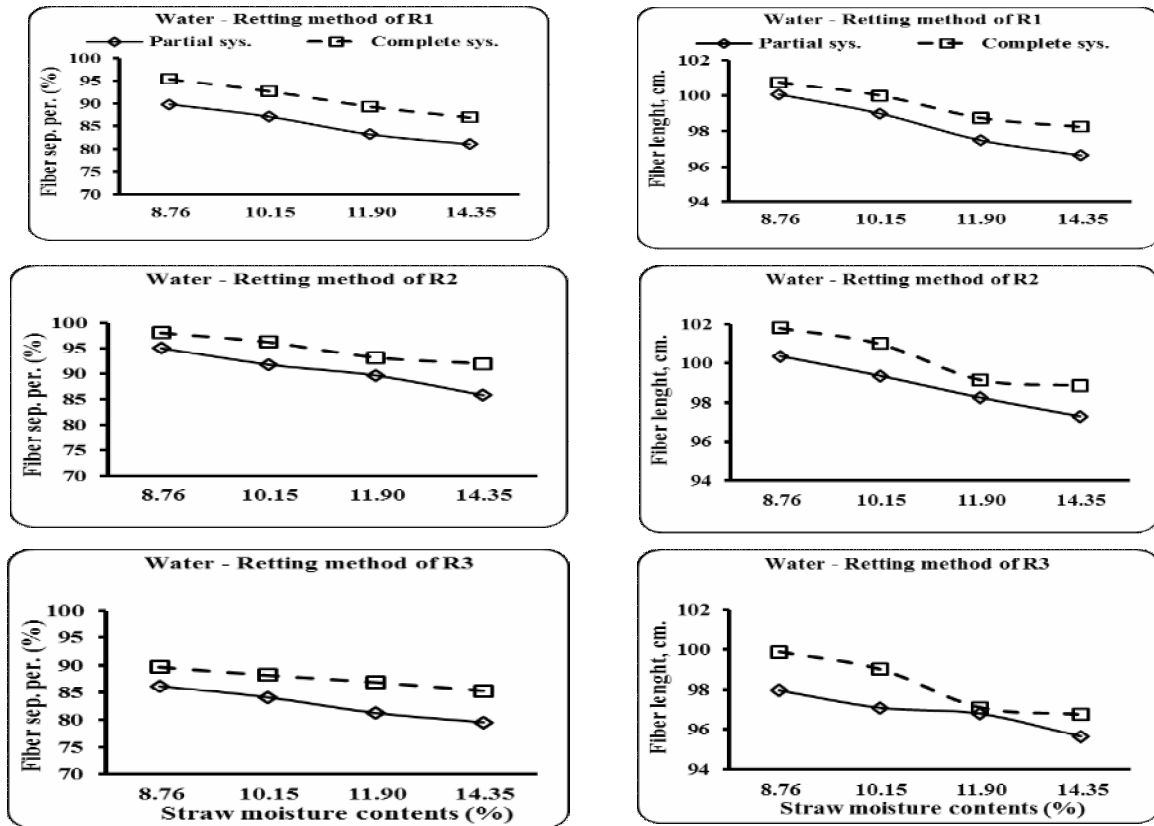 Water - Retting method of R1
Partial sys. Complete sys.
Fiber sep. per. (%)
100
95
90
85
80
75
70
8.76 10.15 11.90 14.35
Water - Retting method of R1
Partial sys. Complete sys.
Fiber lenght, cm.
102
100
98
96
94
8.76 10.15 11.90 14.35
Water - Retting method of R2
Fiber sep. per. (%)
100
95
90
85
80
75
70
8.76 10.15 11.90 14.35
Water - Retting method of R2
Fiber lenght, cm.
102
100
98
96
94
8.76 10.15 11.90 14.35
Water - Retting method of R3
Fiber sep. per. (%)
100
95
90
85
80
75
70
8.76 10.15 11.90 14.35
Straw moisture contents (%)
Water - Retting method of R3
Fiber lenght, cm.
102
100
98
96
94
8.76 10.15 11.90 14.35
Straw moisture contents (%)